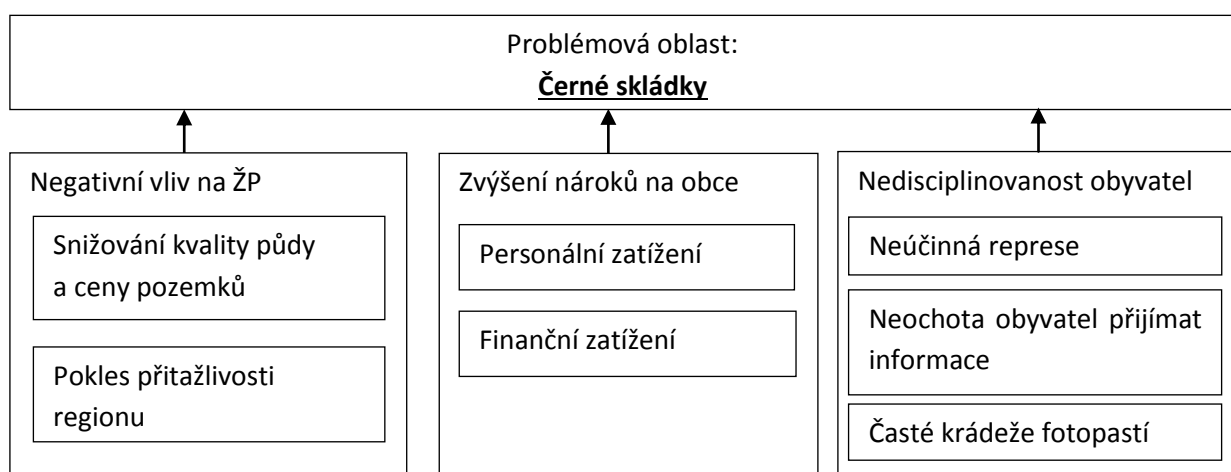 Problémová oblast:
Černé skládky
Negativní vliv na ŽP
Snižování kvality půdy
a ceny pozemků
Pokles přitažlivosti
regionu
Zvýšení nároků na obce
Personální zatížení
Finanční zatížení
Nedisciplinovanost obyvatel
Neúčinná represe
Neochota obyvatel přijímat
informace
Časté krádeže fotopastí